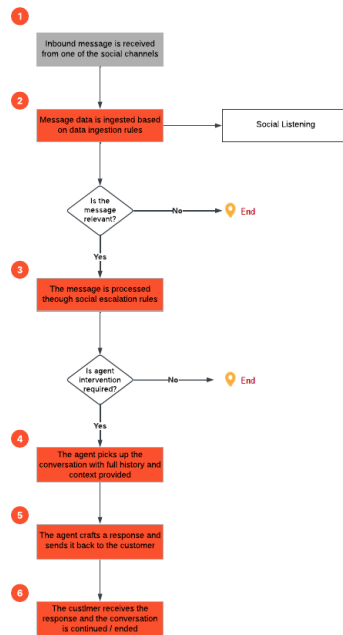 1
Inbound message is received
from one of the social channels
2
Message data is ingested based
on data ingestion rules
Social Listening
Is the
message
relevant?
No
End
Yes
3
The message is processed
theough social escalation rules
Is agent
intervention
required?
No
End
Yes
4
The agent picks up the
conversation with full history and
context provided
5
The agent crafts a response and
sends it back to the customer
6
The custlmer receives the
response and the conversation
is continued / ended